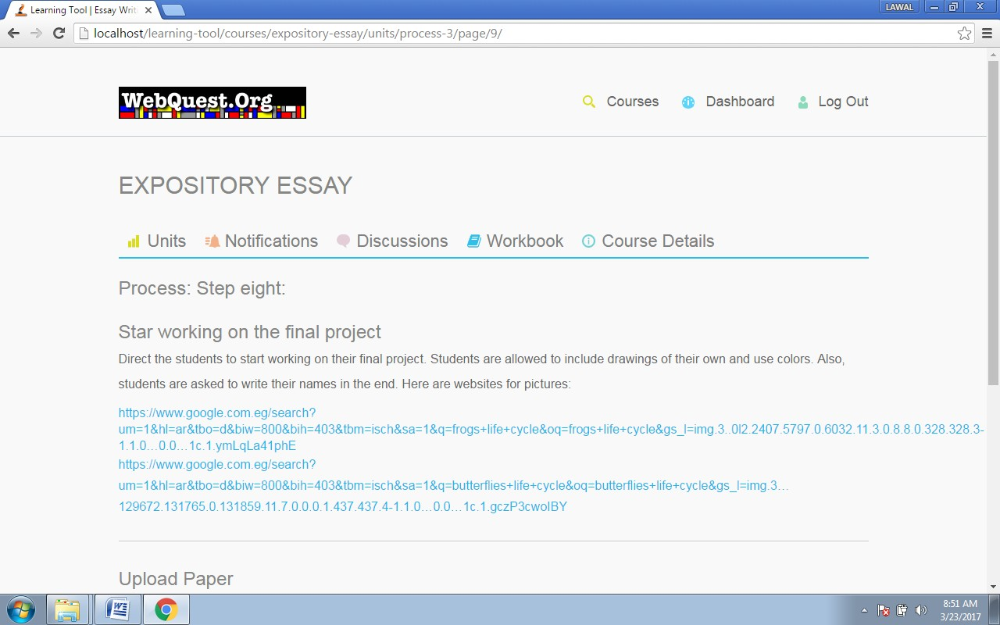 Learning Tool | Essay Writ
LAWAL
localhost/learning-tool/courses/expository-essay/units/process-3/page/9/
WebQuest.Org
Courses
Dashboard
Log Out
EXPOSITORY ESSAY
Units
Notifications
Discussions
Workbook
Course Details
Process: Step eight:
Star working on the final project
Direct the students to start working on their final project. Students are allowed to include drawings of their own and use colors. Also,
students are asked to write their names in the end. Here are websites for pictures:
https://www.google.com.eg/search?
um=1&hl=ar&tbo=d&biw=800&bih=403&tbm=isch&sa=1&q=frogs+life+cycle&oq=frogs+life+cycle&gs_l=img.3..0l2.2407.5797.0.6032.11.3.0.8.8.0.328.328.3-
1.1.0…0.0…1c.1.ymLqLa41phE
https://www.google.com.eg/search?
um=1&hl=ar&tbo=d&biw=800&bih=403&tbm=isch&sa=1&q=butterflies+life+cycle&oq=butterflies+life+cycle&gs_l=img.3…
129672.131765.0.131859.11.7.0.0.0.1.437.437.4-1.1.0…0.0…1c.1.gczP3cwoIBY
Upload Paper
8:51 AM
3/23/2017